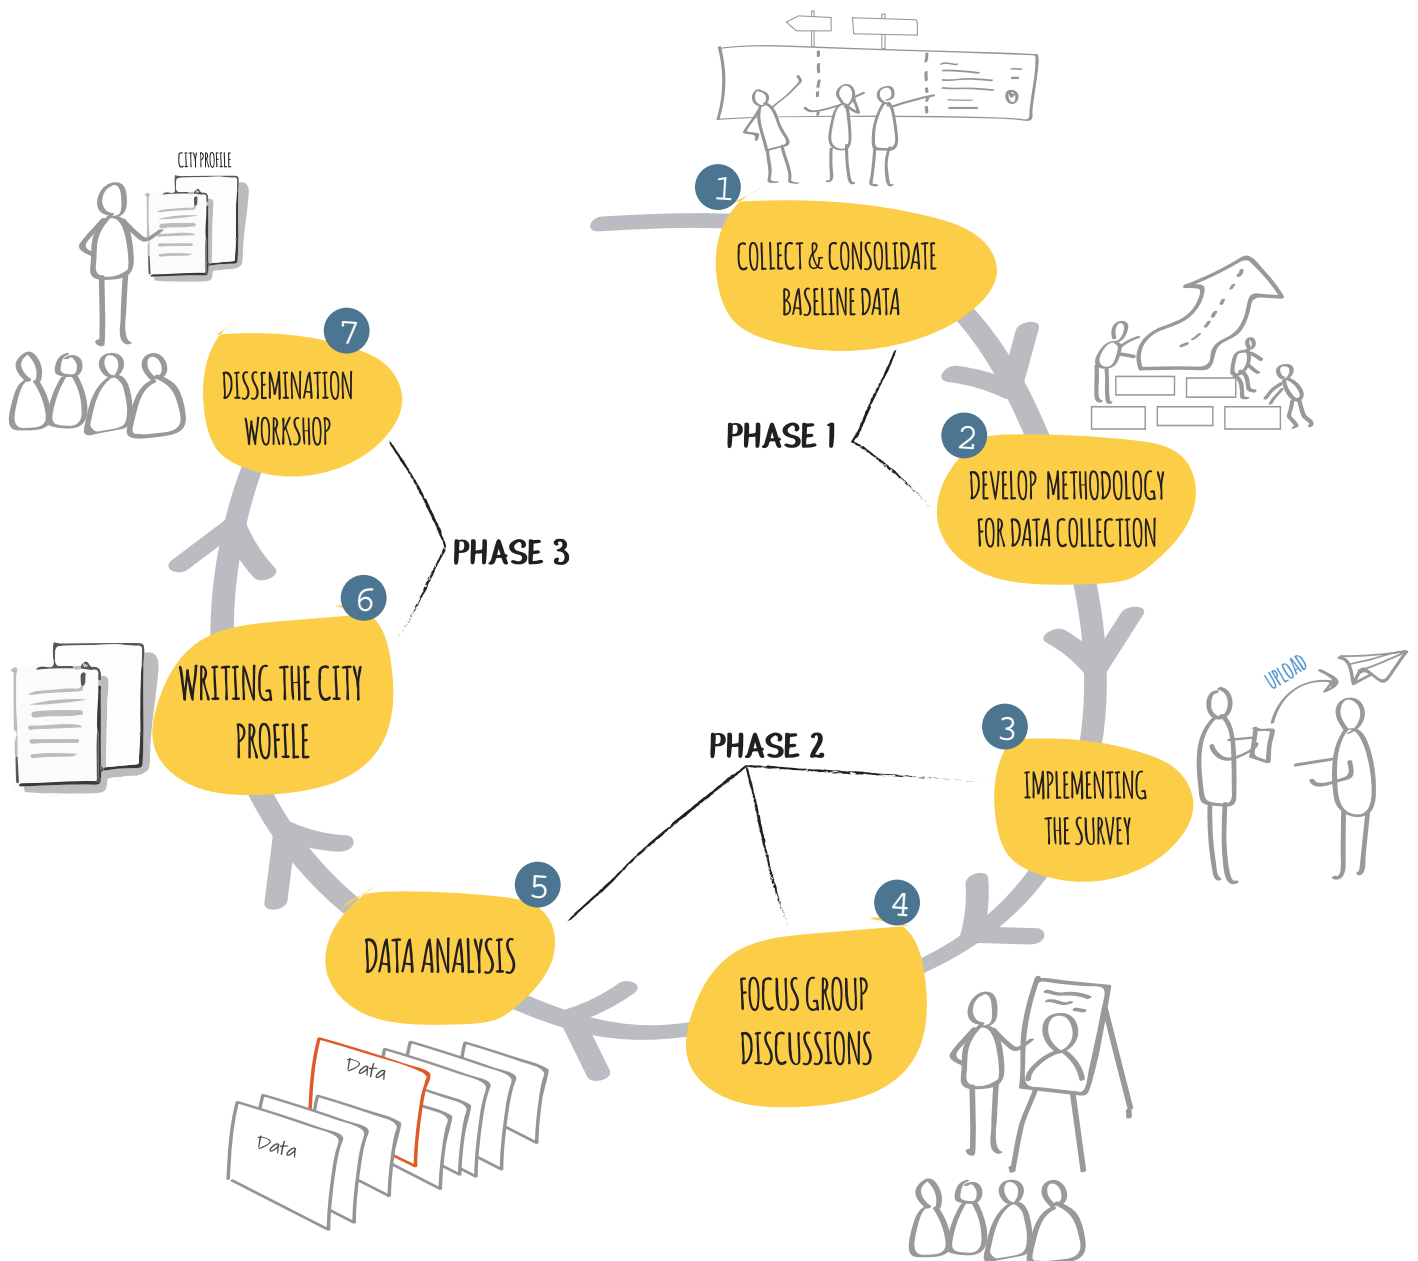 1
COLLECT & CONSOLIDATE
BASELINE DATA
PHASE 1
2
DEVELOP METHODOLOGY
FOR DATA COLLECTION
UPLOAD
3
IMPLEMENTING
THE SURVEY
PHASE 2
4
FOCUS GROUP
DISCUSSIONS
5
DATA ANALYSIS
Data
Data
6
WRITING THE CITY
PROFILE
PHASE 3
7
DISSEMINATION
WORKSHOP
CITY PROFILE